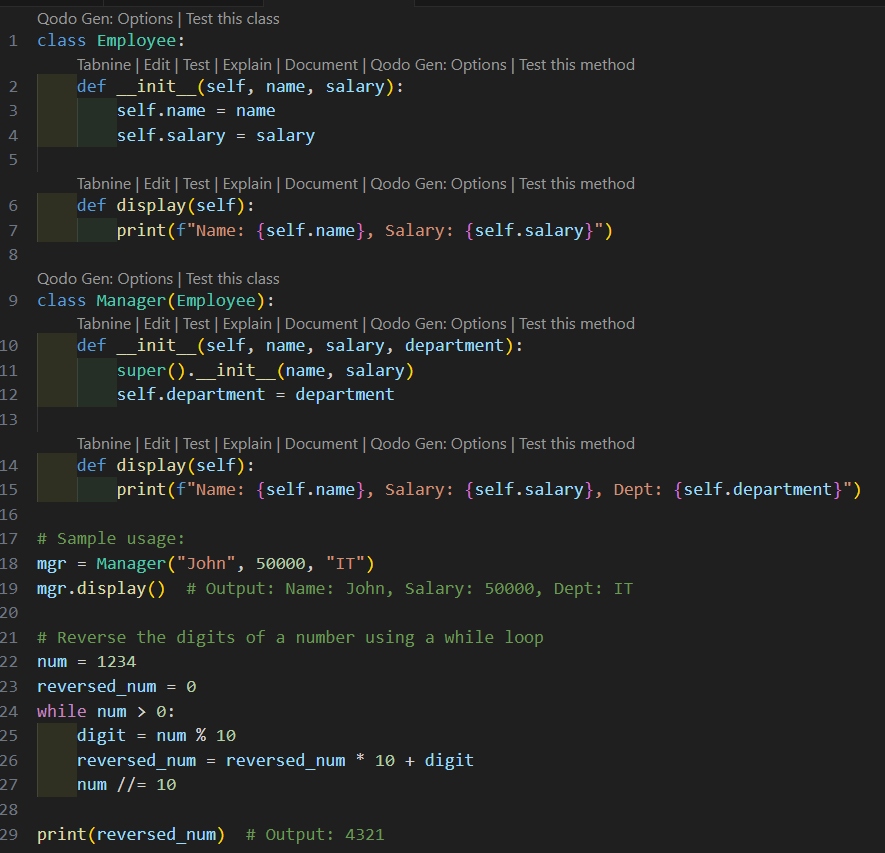 Qodo Gen: Options | Test this class
1 class Employee:
Tabnine | Edit | Test | Explain | Document | Qodo Gen: Options | Test this method
2     def __init__(self, name, salary):
3         self.name = name
4         self.salary = salary
5
Tabnine | Edit | Test | Explain | Document | Qodo Gen: Options | Test this method
6     def display(self):
7         print(f"Name: {self.name}, Salary: {self.salary}")
8
Qodo Gen: Options | Test this class
9 class Manager(Employee):
Tabnine | Edit | Test | Explain | Document | Qodo Gen: Options | Test this method
10     def __init__(self, name, salary, department):
11         super().__init__(name, salary)
12         self.department = department
13
Tabnine | Edit | Test | Explain | Document | Qodo Gen: Options | Test this method
14     def display(self):
15         print(f"Name: {self.name}, Salary: {self.salary}, Dept: {self.department}")
16
17 # Sample usage:
18 mgr = Manager("John", 50000, "IT")
19 mgr.display()  # Output: Name: John, Salary: 50000, Dept: IT
20
21 # Reverse the digits of a number using a while loop
22 num = 1234
23 reversed_num = 0
24 while num > 0:
25     digit = num % 10
26     reversed_num = reversed_num * 10 + digit
27     num //= 10
28
29 print(reversed_num)  # Output: 4321